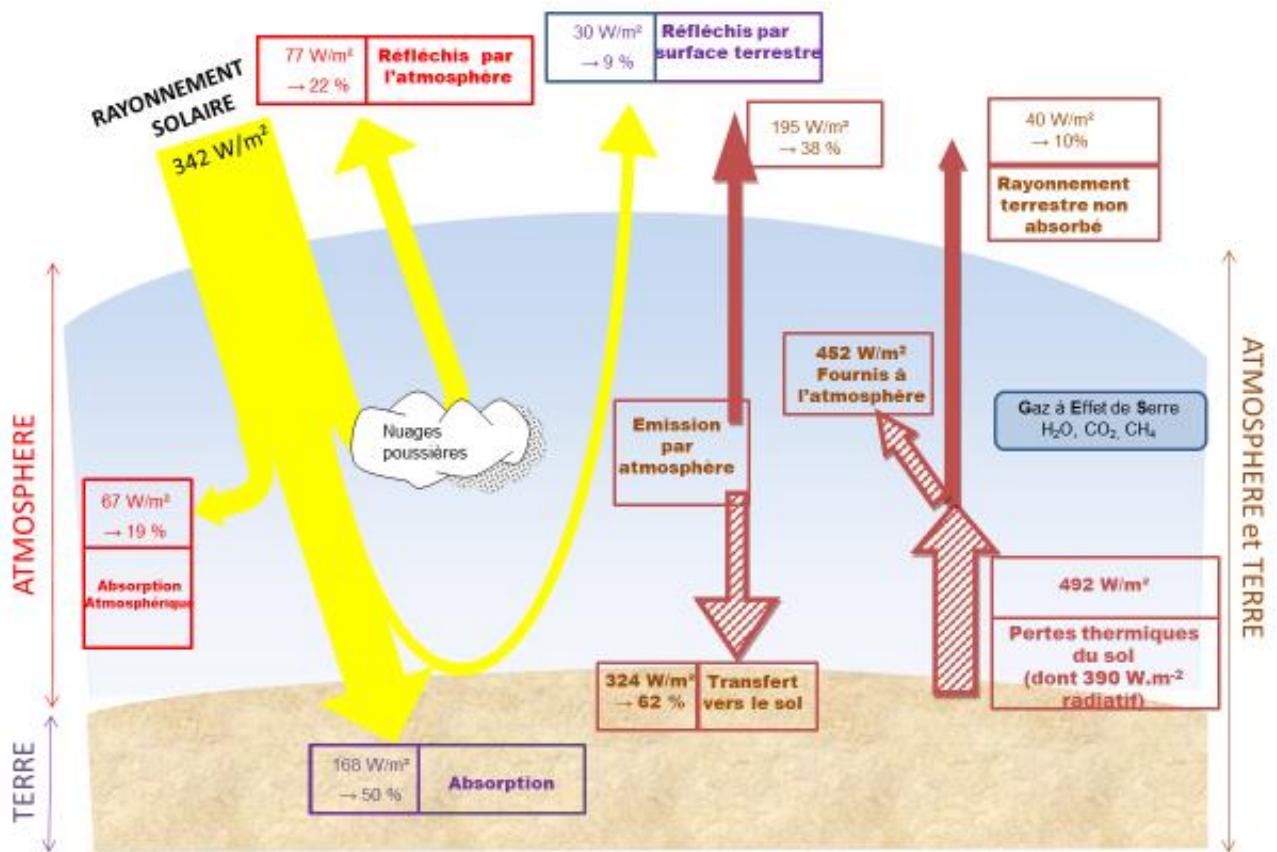 RAYONNEMENT
SOLAIRE
342 W/m²
77 W/m²
→ 22 %
Réfléchis par
l'atmosphère
30 W/m²
→ 9 %
Réfléchis par
surface terrestre
195 W/m²
→ 38 %
40 W/m²
→ 10%
Rayonnement
terrestre non
absorbé
ATMOSPHERE
TERRE
ATMOSPHERE et TERRE
Nuages
poussières
67 W/m²
→ 19 %
Absorption
Atmosphérique
Emission
par
atmosphère
452 W/m²
Fournis à
l'atmosphère
Gaz à Effet de Serre
H₂O, CO₂, CH₄
492 W/m²
Pertes thermiques
du sol
(dont 390 W.m⁻²
radiatif)
324 W/m²
→ 62 %
Transfert
vers le sol
168 W/m²
→ 50 %
Absorption